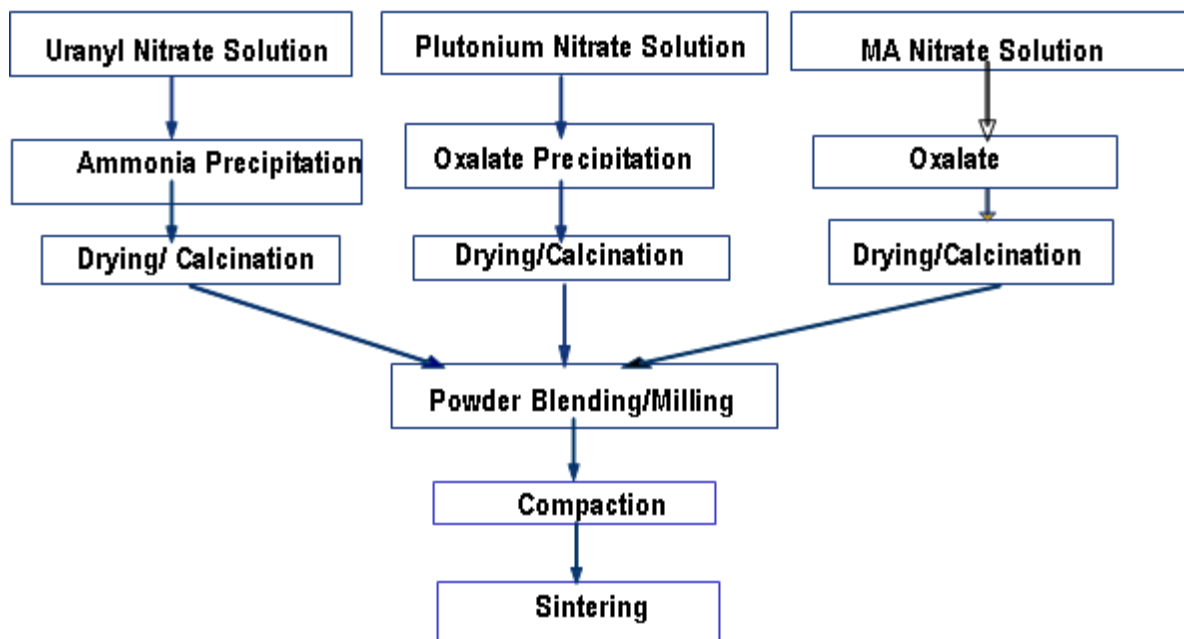 Uranyl Nitrate Solution
Plutonium Nitrate Solution
MA Nitrate Solution
Ammonia Precipitation
Oxalate Precipitation
Oxalate
Drying/ Calcination
Drying/Calcination
Drying/Calcination
Powder Blending/Milling
Compaction
Sintering